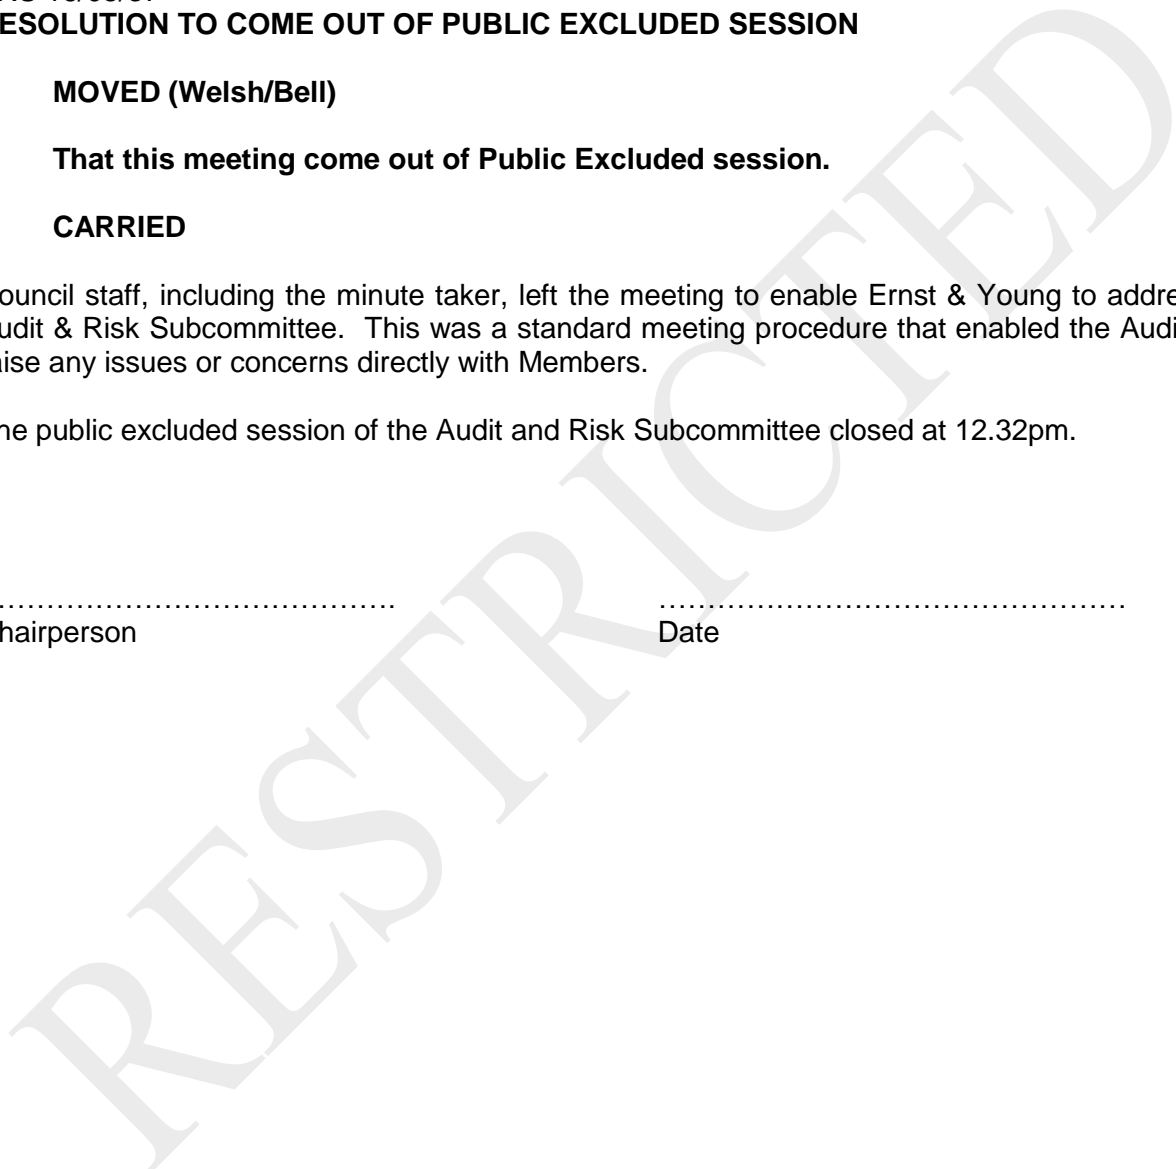 ESOLUTION TO COME OUT OF PUBLIC EXCLUDED SESSION
MOVED (Welsh/Bell)
That this meeting come out of Public Excluded session.
CARRIED
ouncil staff, including the minute taker, left the meeting to enable Ernst & Young to addre
udit & Risk Subcommittee. This was a standard meeting procedure that enabled the Audi
aise any issues or concerns directly with Members.
he public excluded session of the Audit and Risk Subcommittee closed at 12.32pm.
…………………………………….
……………………………………………
hairperson
Date
RESTRICTED